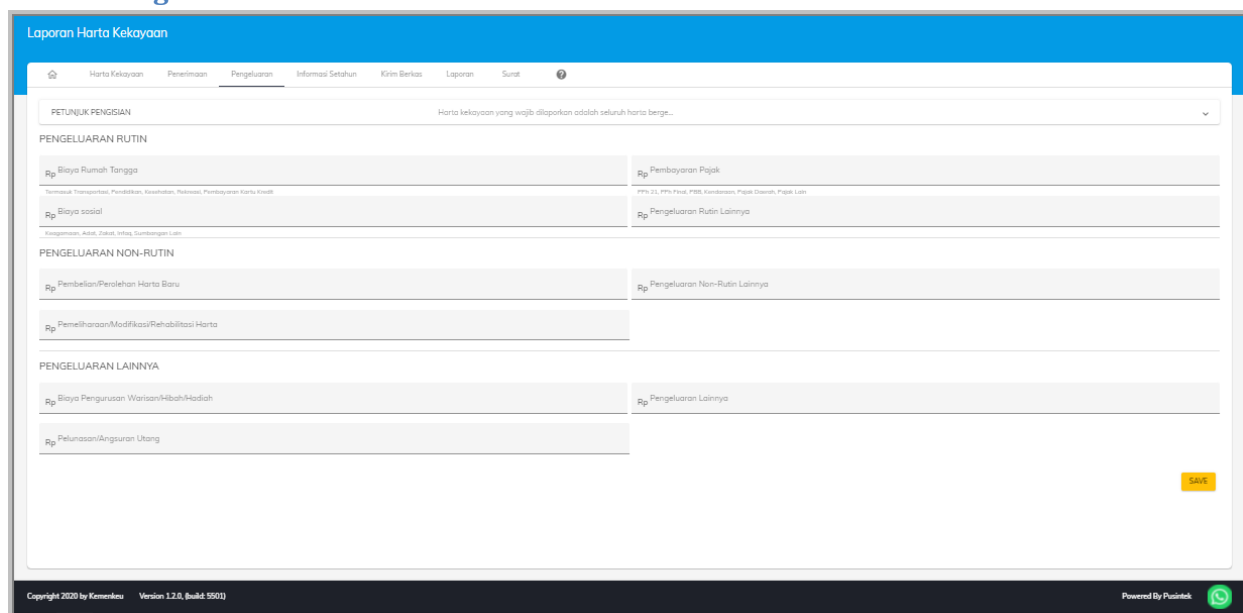 Laporan Harta Kekayaan
Harta Kekayaan Penerimaan Pengeluaran Informasi Setahun Kirim Berkas Laporan Surat
PETUNJUK PENGISIAN Harta kekayaan yang wajib dilaporkan adalah seluruh harta berge...
PENGELUARAN RUTIN
Rp Biaya Rumah Tangga Rp Pembayaran Pajak
Termasuk Transportasi, Pendidikan, Kesehatan, Rekreasi, Pembayaran Kartu Kredit PPh 21, PPh Final, PBB, Kendaraan, Pajak Daerah, Pajak Lain
Rp Biaya sosial Rp Pengeluaran Rutin Lainnya
Keagamaan, Adat, Zakat, Infaq, Sumbangan Lain
PENGELUARAN NON-RUTIN
Rp Pembelian/Perolehan Harta Baru Rp Pengeluaran Non-Rutin Lainnya
Rp Pemeliharaan/Modifikasi/Rehabilitasi Harta
PENGELUARAN LAINNYA
Rp Biaya Pengurusan Warisan/Hibah/Hadiah Rp Pengeluaran Lainnya
Rp Pelunasan/Angsuran Utang
SAVE
Copyright 2020 by Kemenkeu Version 1.2.0, (build: 5501) Powered By Pusintek